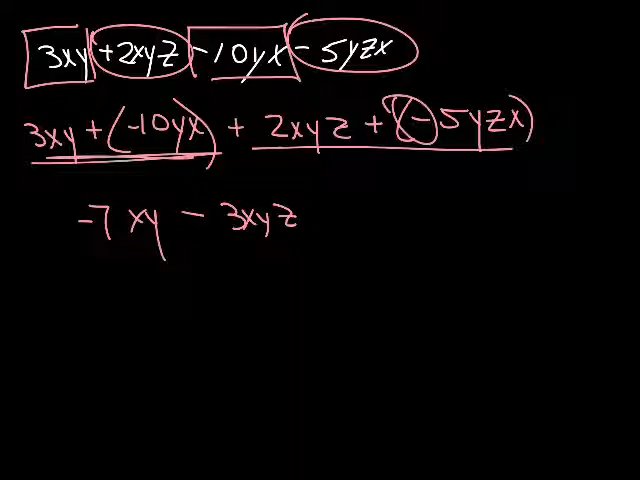 3xy +2xyz -10yx - 5yzx
3xy + (-10yx) + 2xyz + (-5yzx)
-7xy - 3xyz